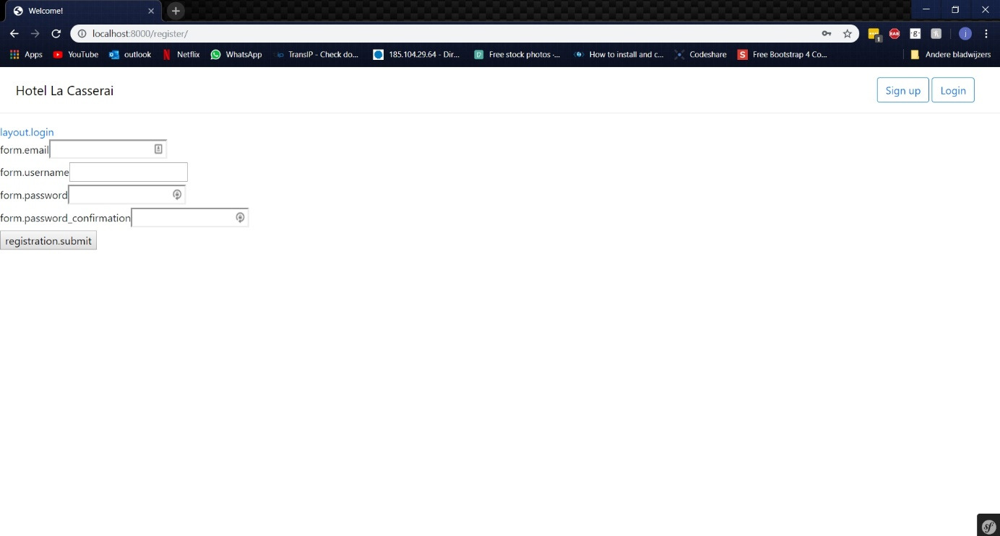 Welcome!
localhost:8000/register/
Apps YouTube outlook Netflix WhatsApp TransIP - Check do... 185.104.29.64 - Dir... Free stock photos ·... How to install and c... Codeshare Free Bootstrap 4 Co... Andere bladwijzers
Hotel La Casserai Sign up Login
layout.login
form.email
form.username
form.password
form.password_confirmation
registration.submit
sf